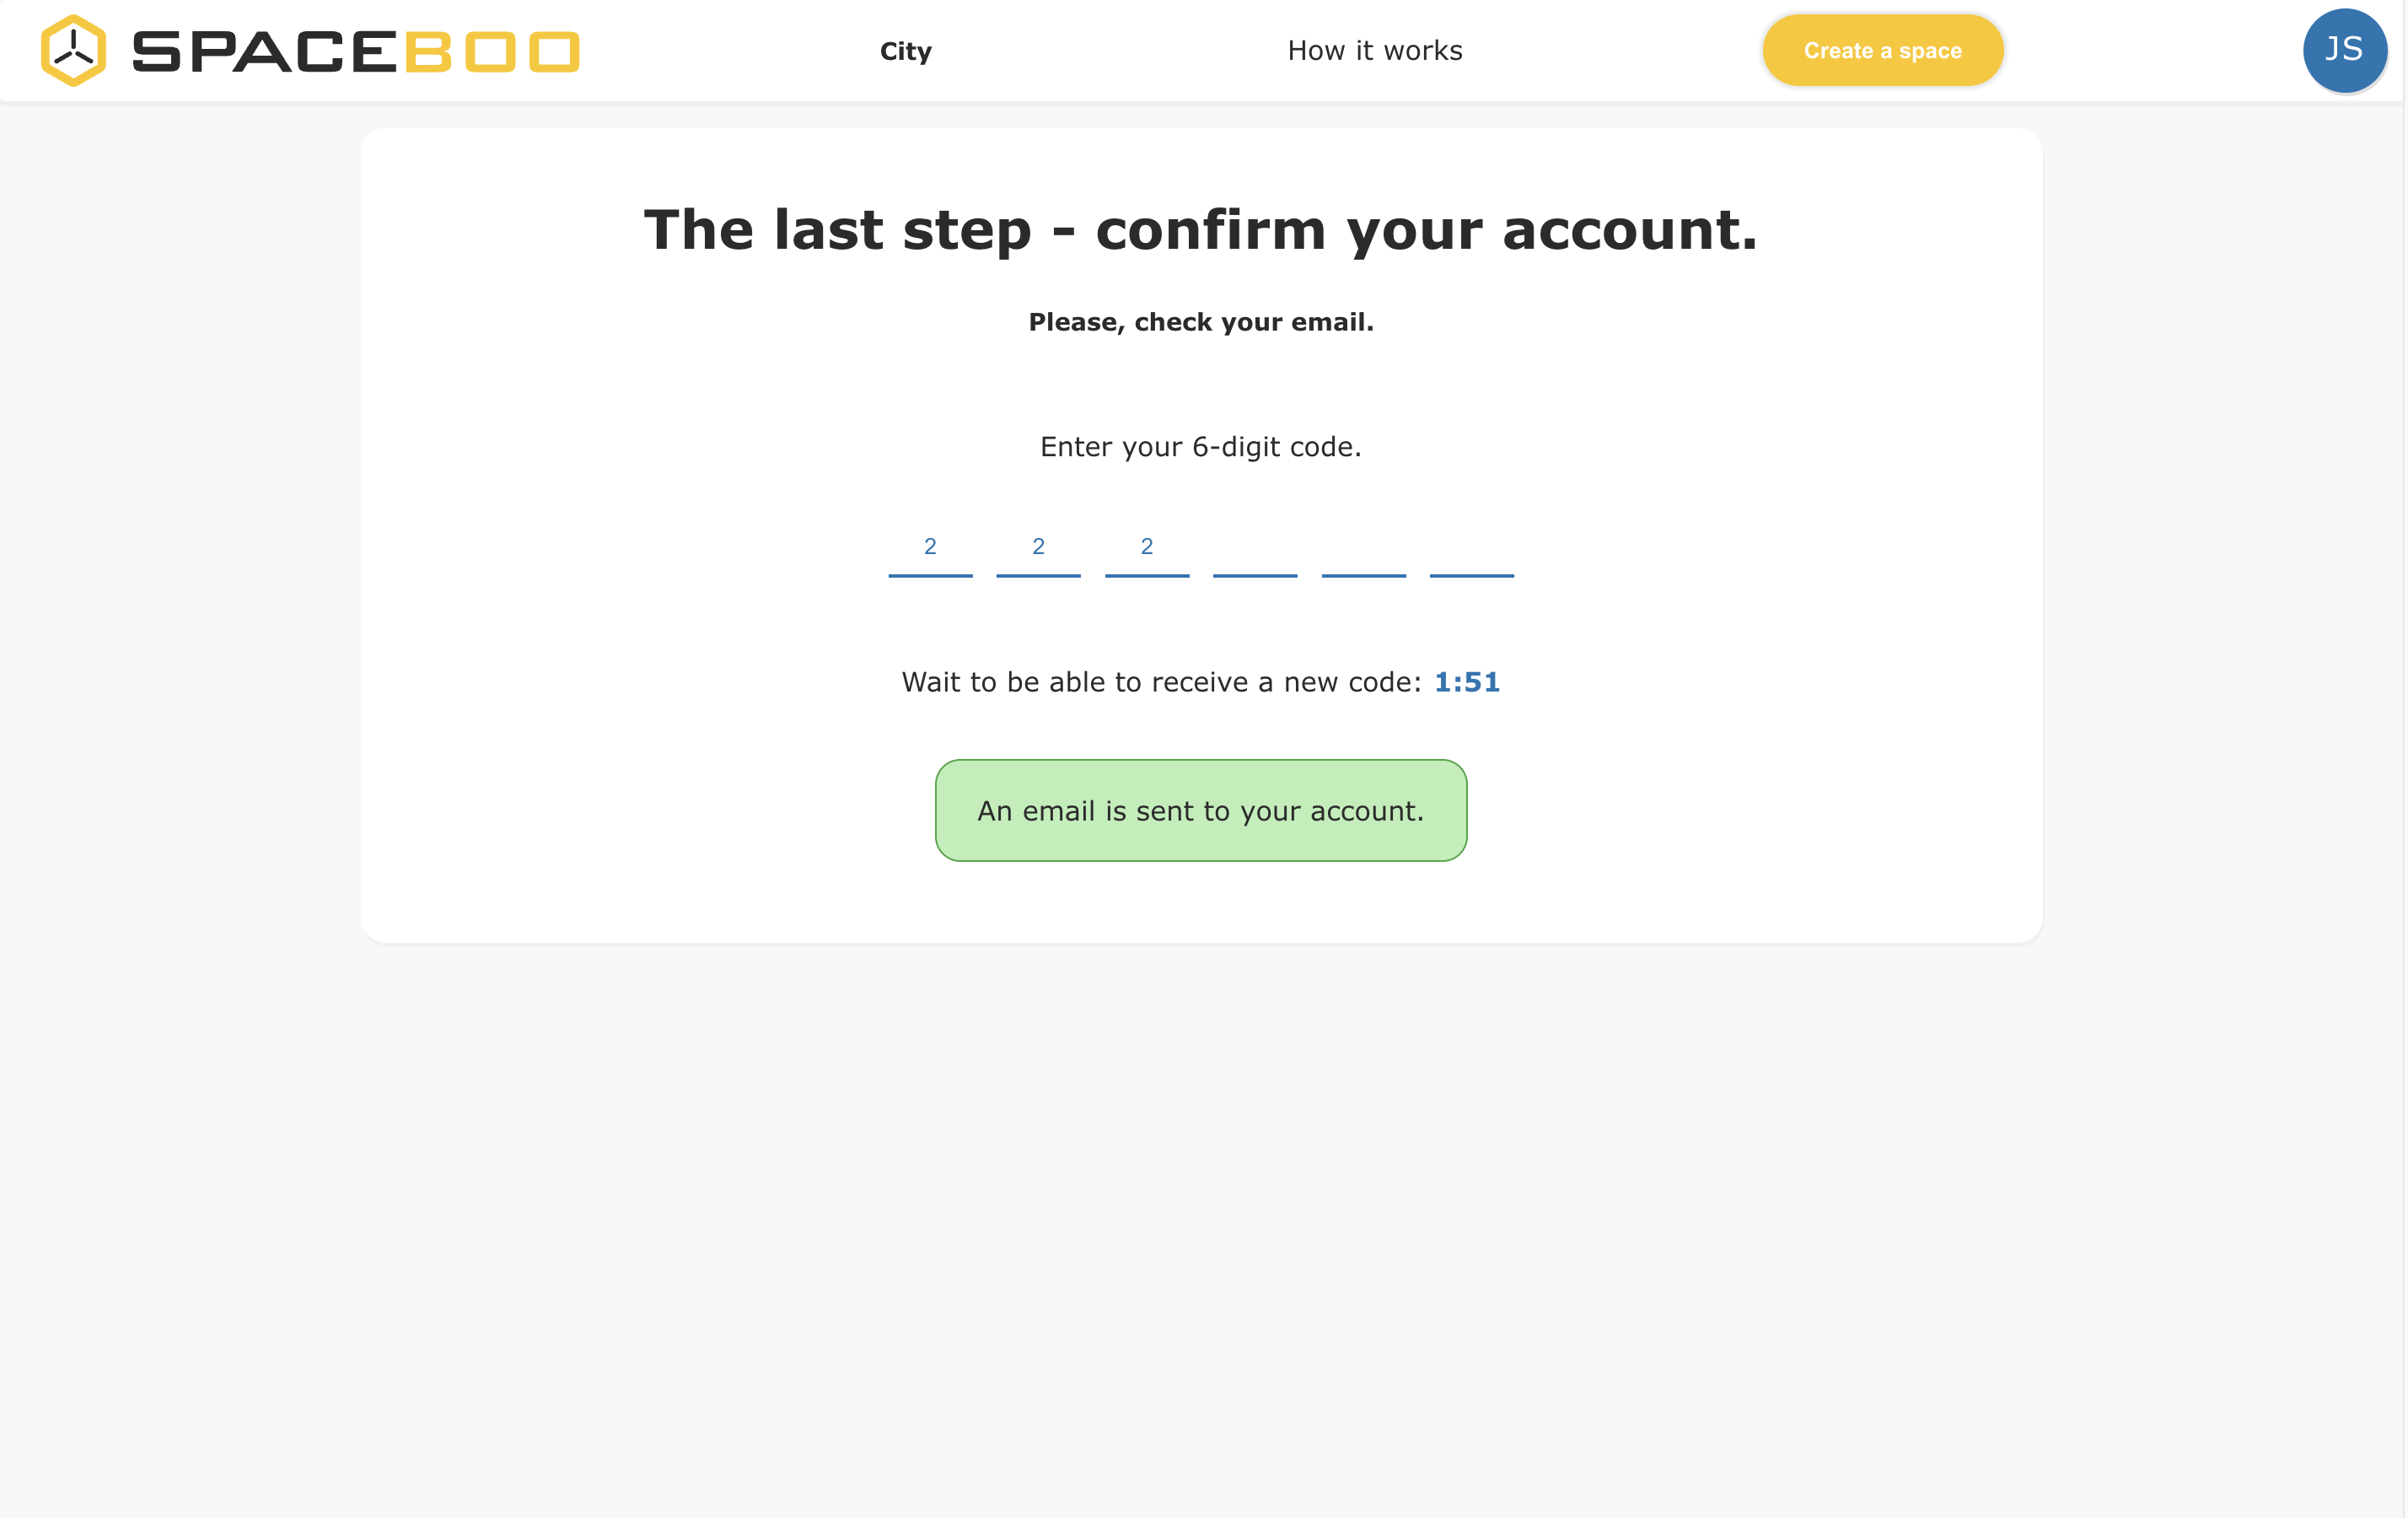 SPACEBOO
City
How it works
Create a space
JS
The last step - confirm your account.
Please, check your email.
Enter your 6-digit code.
2 2 2
Wait to be able to receive a new code: 1:51
An email is sent to your account.